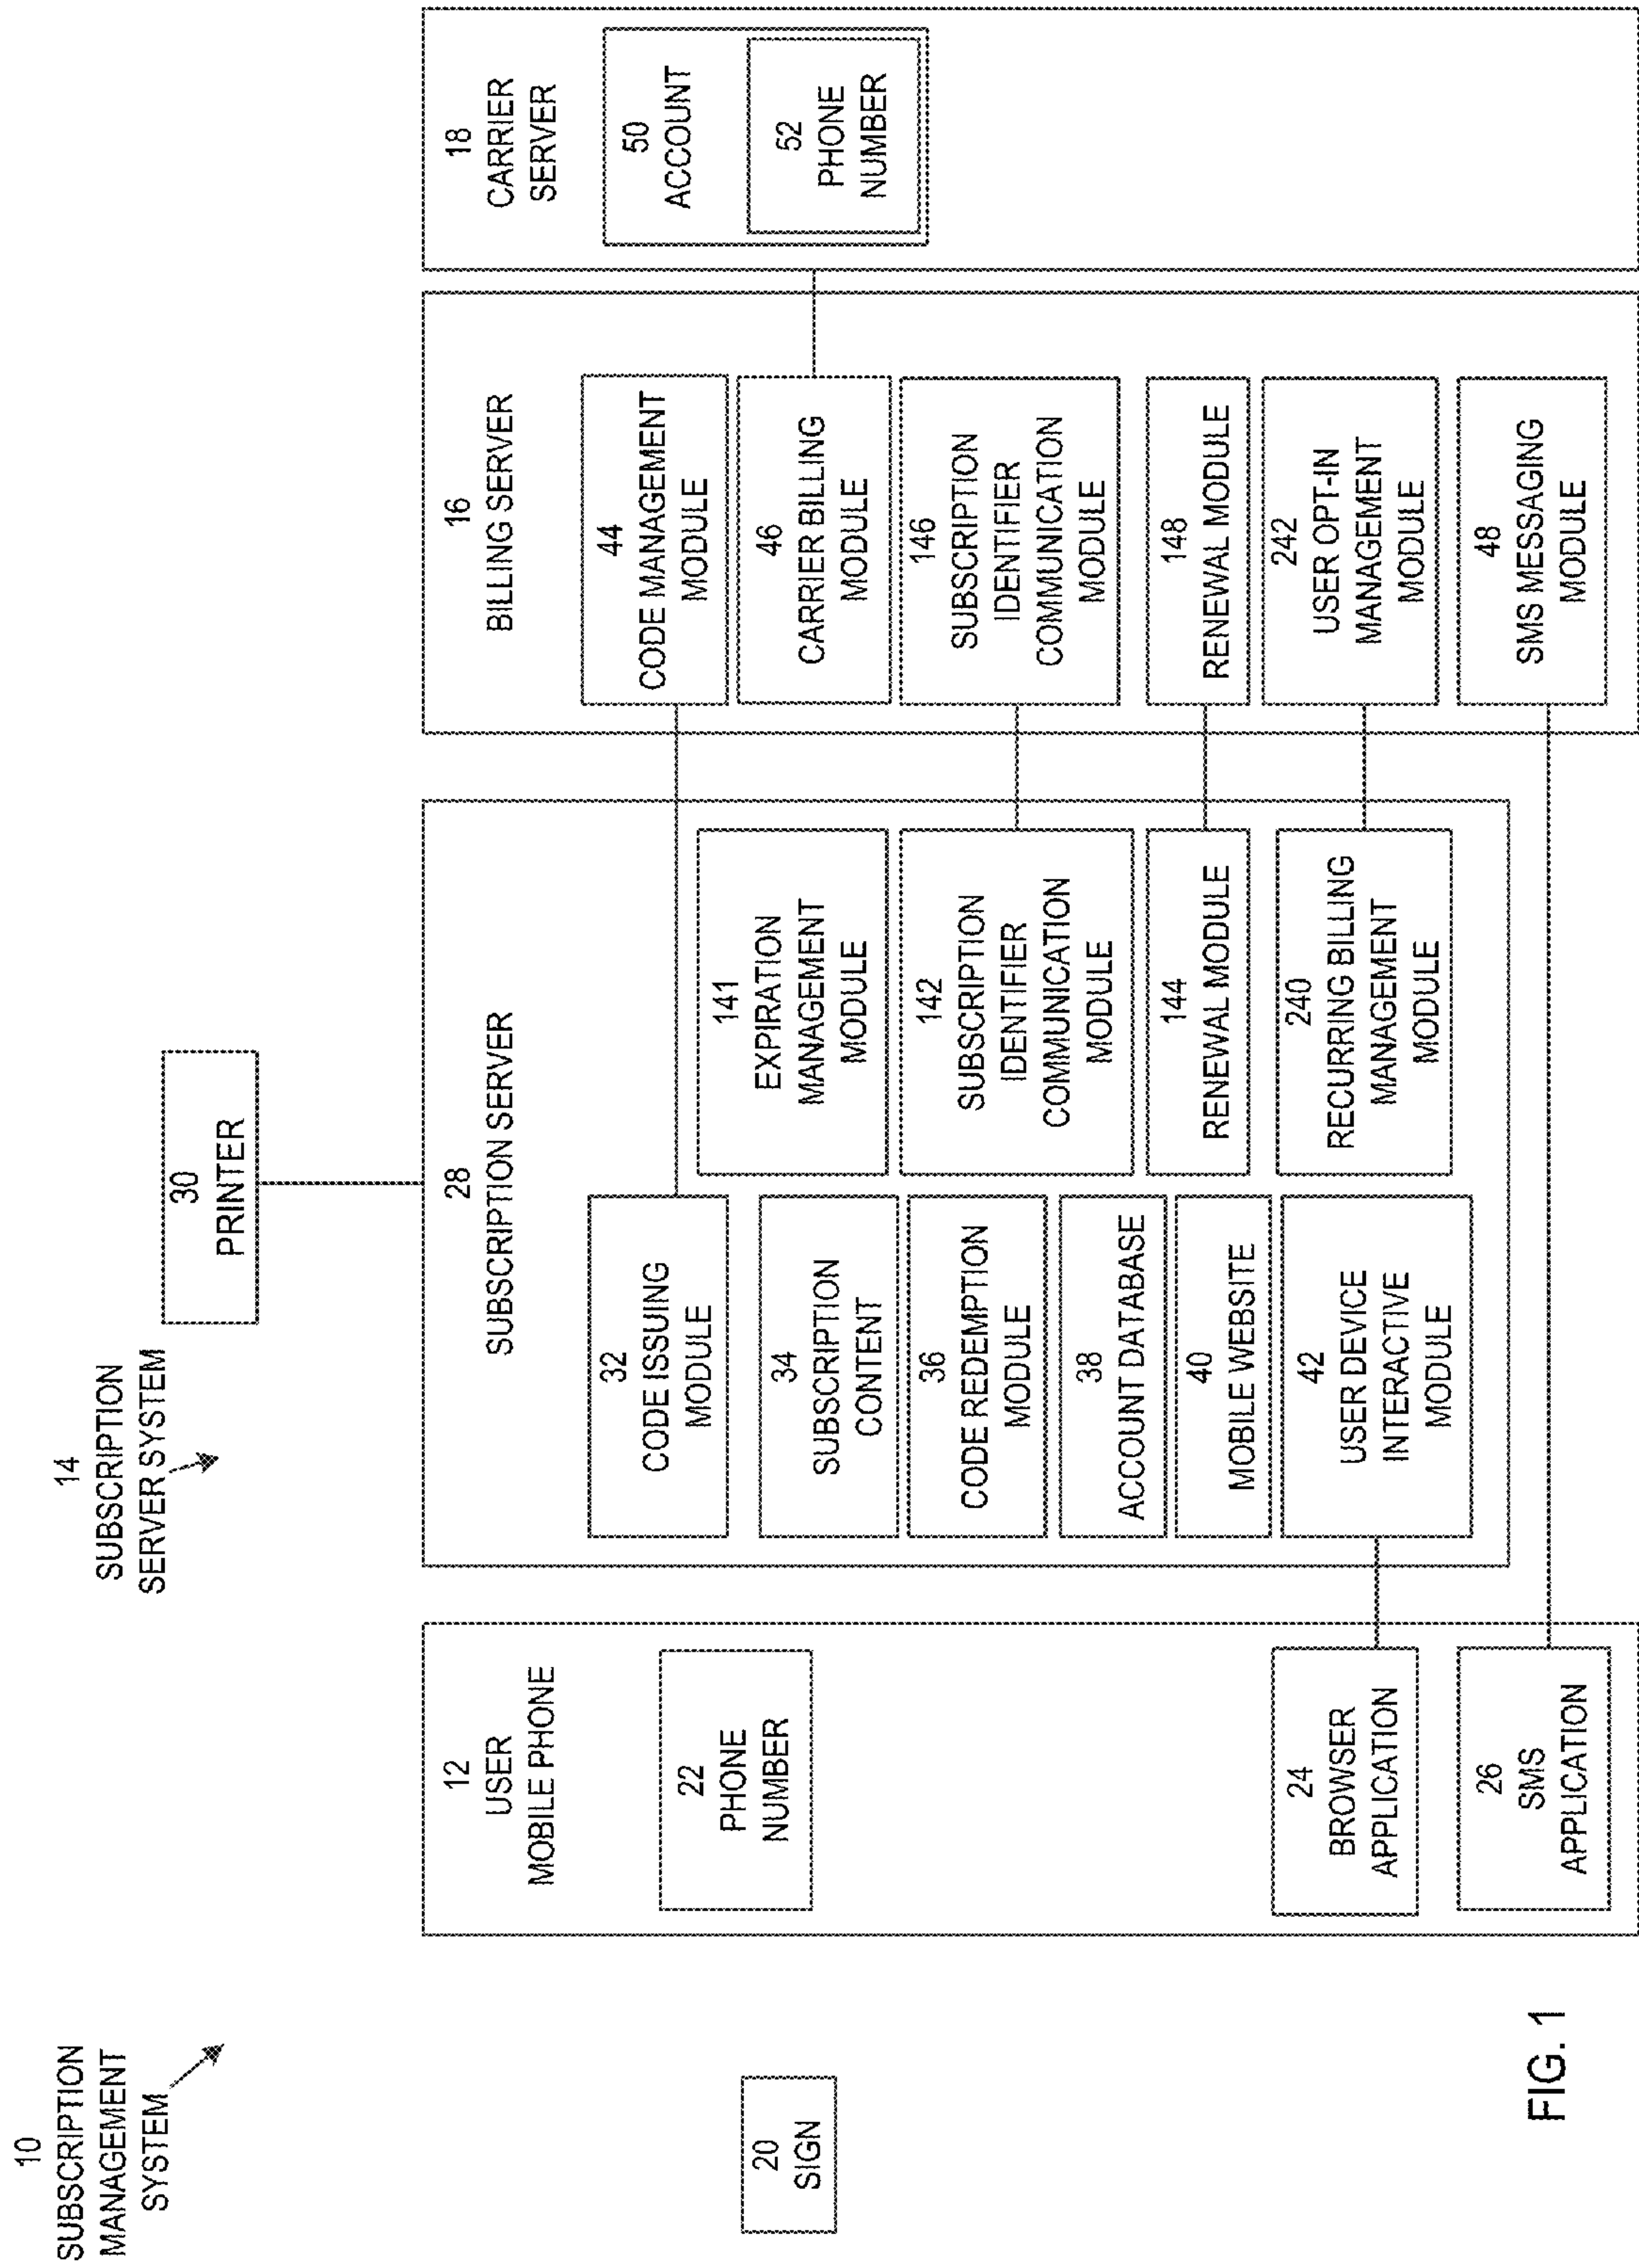 10
SUBSCRIPTION
MANAGEMENT
SYSTEM
14
SUBSCRIPTION
SERVER SYSTEM
30
PRINTER
20
SIGN
12
USER
MOBILE PHONE
22
PHONE
NUMBER
24
BROWSER
APPLICATION
26
SMS
APPLICATION
28
SUBSCRIPTION SERVER
32
CODE ISSUING
MODULE
34
SUBSCRIPTION
CONTENT
36
CODE REDEMPTION
MODULE
38
ACCOUNT DATABASE
40
MOBILE WEBSITE
42
USER DEVICE
INTERACTIVE
MODULE
141
EXPIRATION
MANAGEMENT
MODULE
142
SUBSCRIPTION
IDENTIFIER
COMMUNICATION
MODULE
144
RENEWAL MODULE
240
RECURRING BILLING
MANAGEMENT
MODULE
16
BILLING SERVER
44
CODE MANAGEMENT
MODULE
46
CARRIER BILLING
MODULE
146
SUBSCRIPTION
IDENTIFIER
COMMUNICATION
MODULE
148
RENEWAL MODULE
242
USER OPT-IN
MANAGEMENT
MODULE
48
SMS MESSAGING
MODULE
18
CARRIER
SERVER
50
ACCOUNT
52
PHONE
NUMBER
FIG. 1